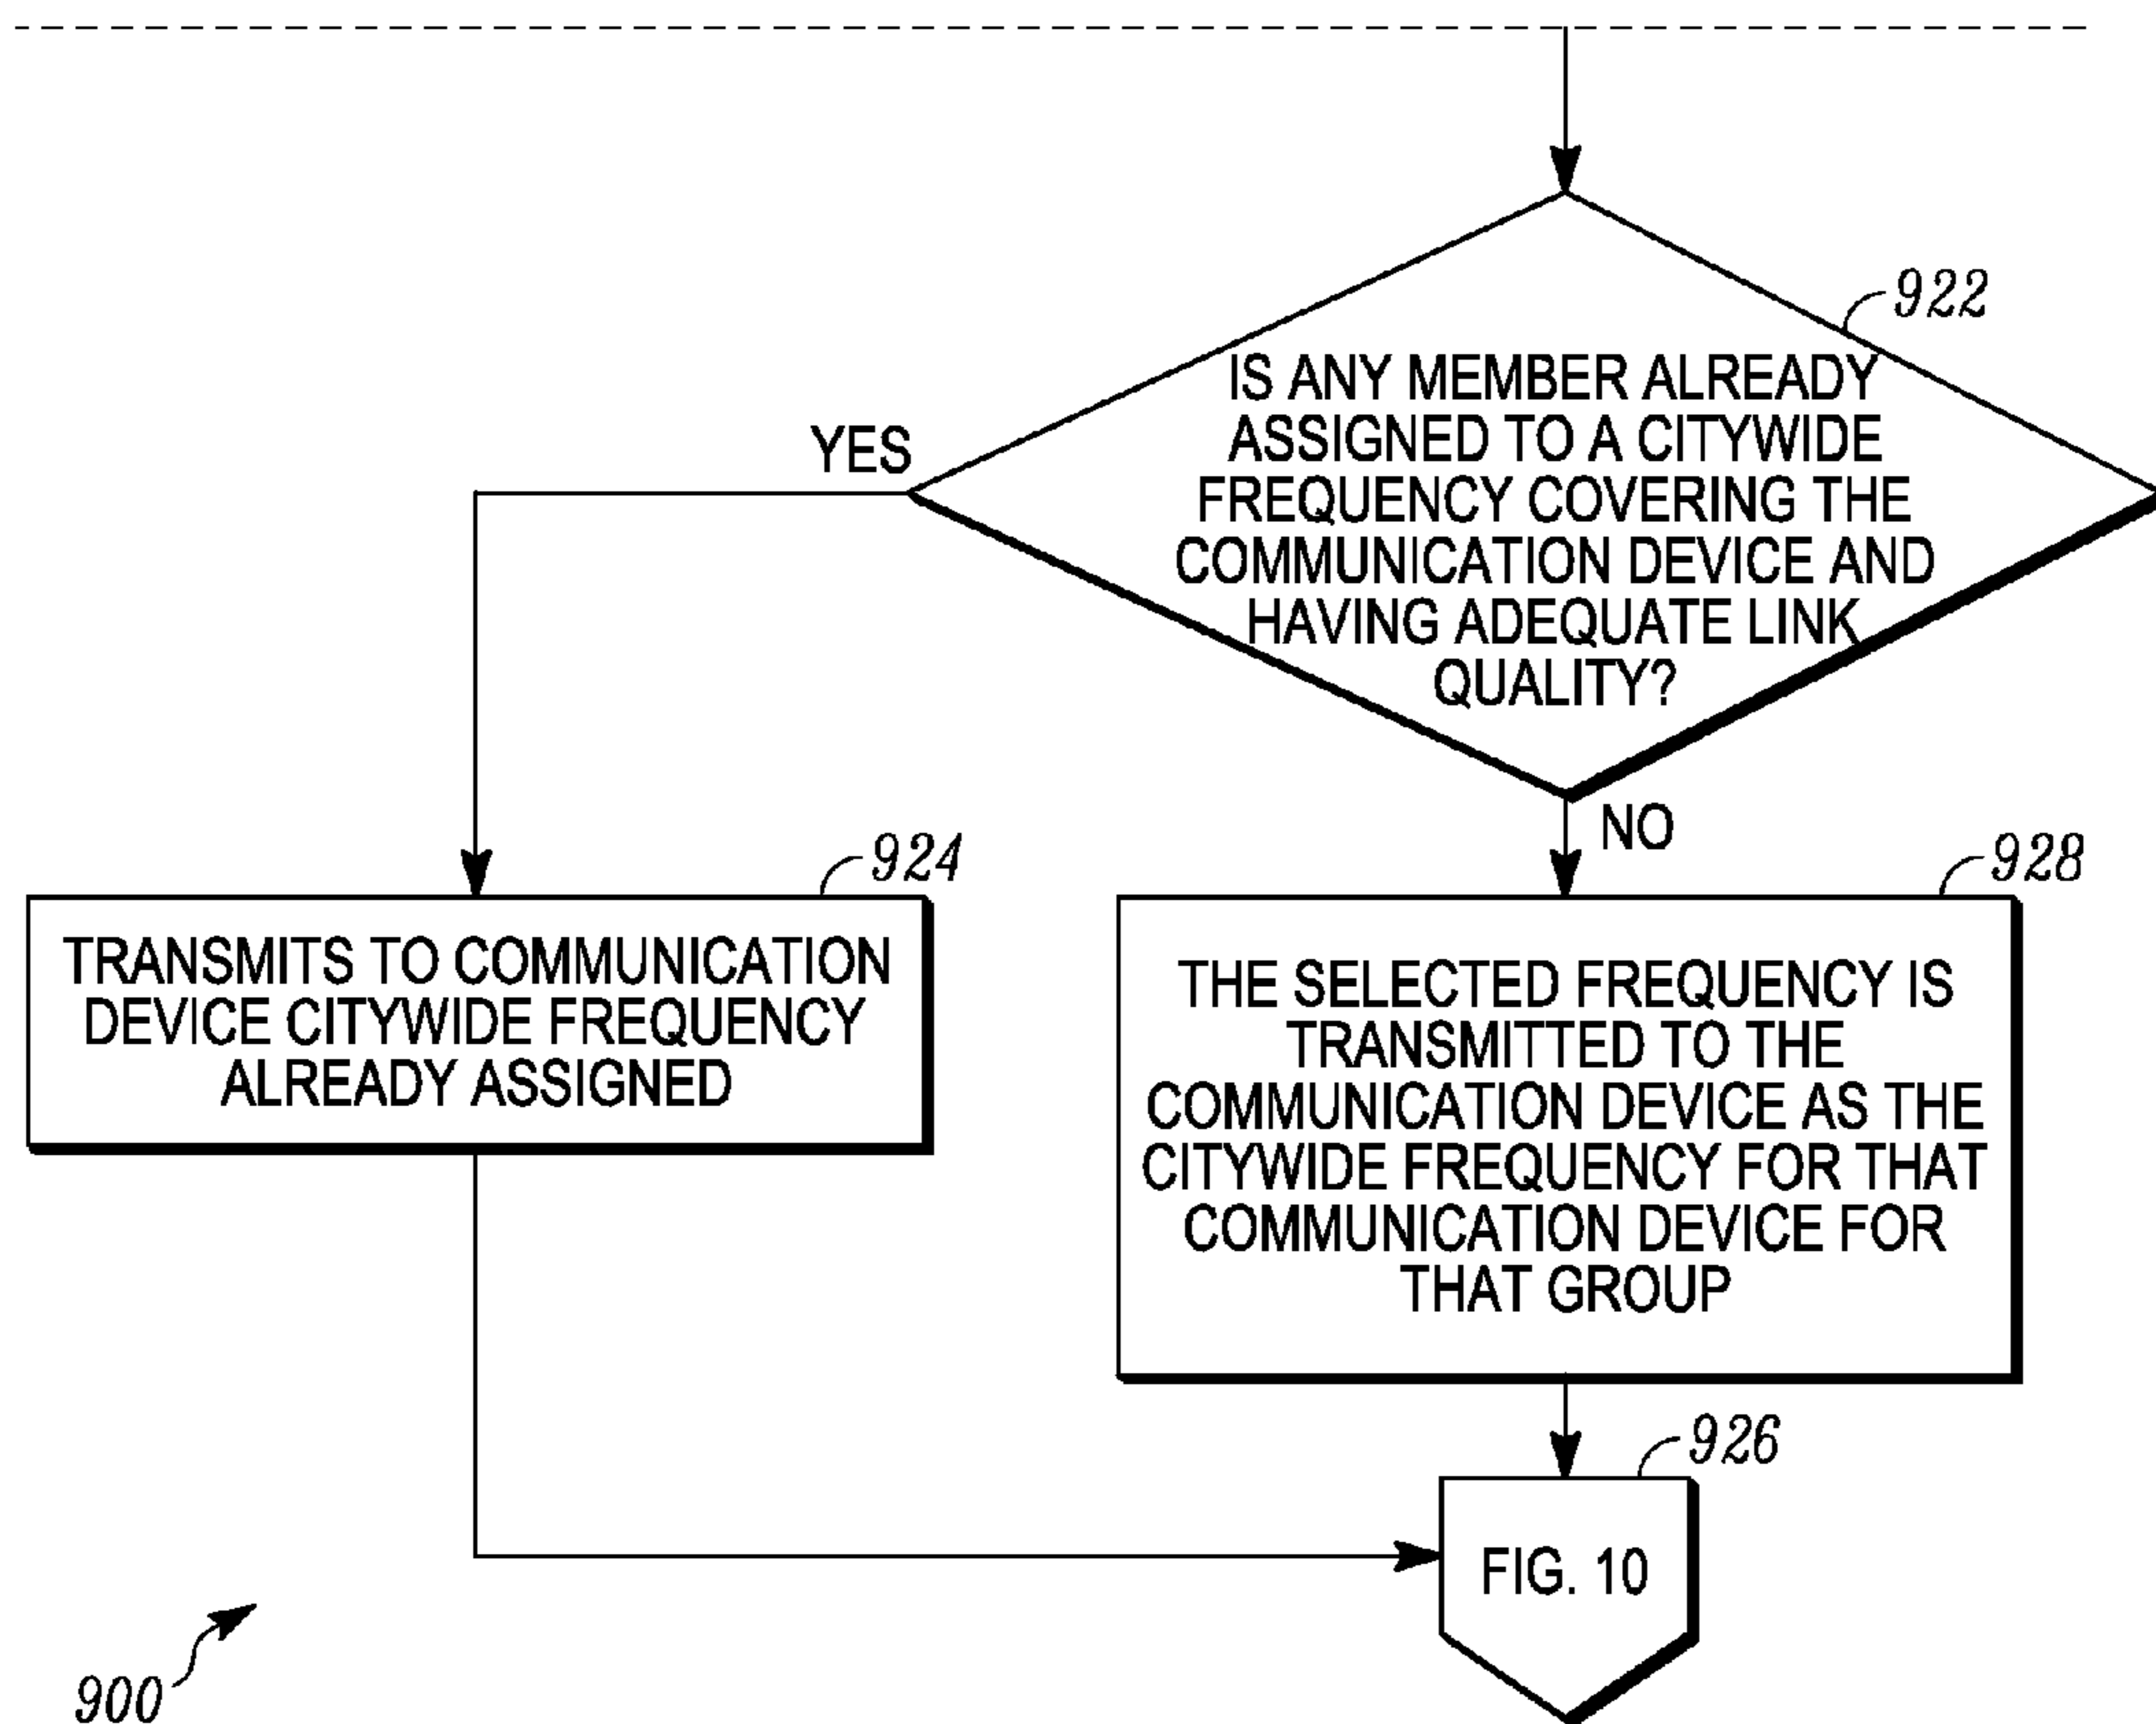 922
IS ANY MEMBER ALREADY
ASSIGNED TO A CITYWIDE
FREQUENCY COVERING THE
COMMUNICATION DEVICE AND
HAVING ADEQUATE LINK
QUALITY?
YES
NO
924
TRANSMITS TO COMMUNICATION
DEVICE CITYWIDE FREQUENCY
ALREADY ASSIGNED
928
THE SELECTED FREQUENCY IS
TRANSMITTED TO THE
COMMUNICATION DEVICE AS THE
CITYWIDE FREQUENCY FOR THAT
COMMUNICATION DEVICE FOR
THAT GROUP
926
FIG. 10
900